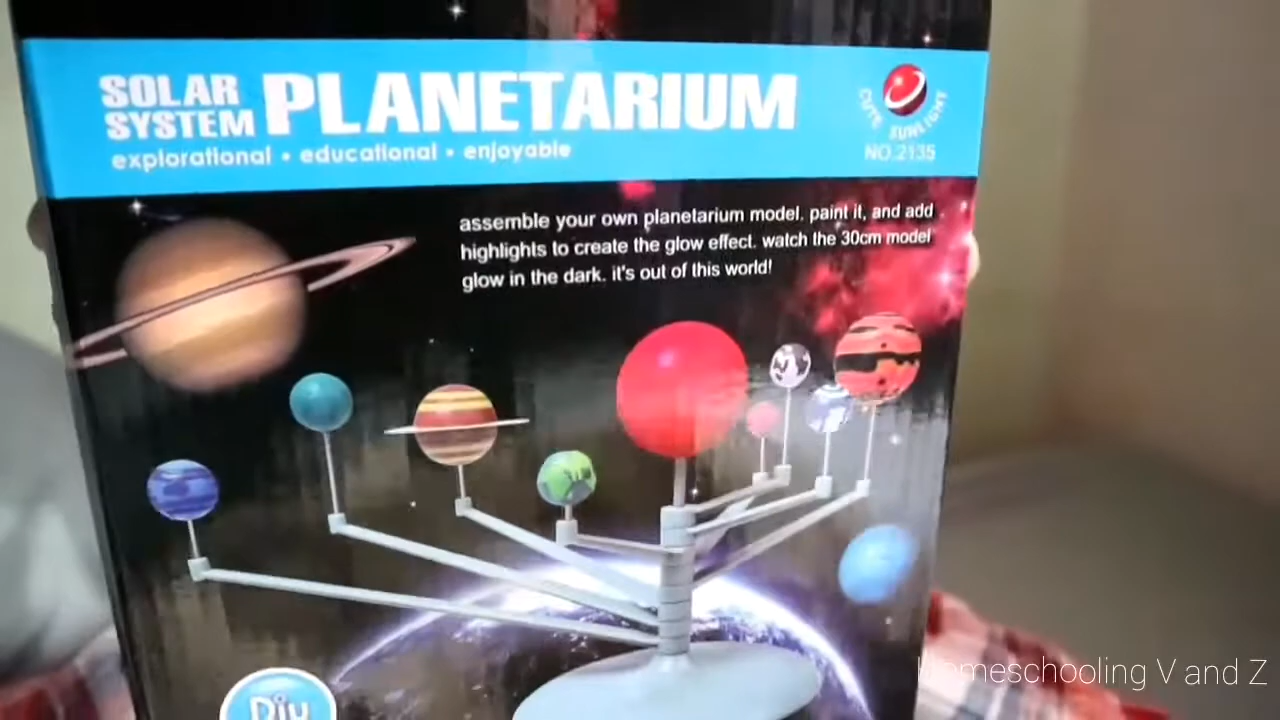 SOLAR
SYSTEM
PLANETARIUM
explorational • educational • enjoyable
CUTE SUNLIGHT
NO.2135
assemble your own planetarium model. paint it, and add
highlights to create the glow effect. watch the 30cm model
glow in the dark. it's out of this world!
Diy
Homeschooling V and Z